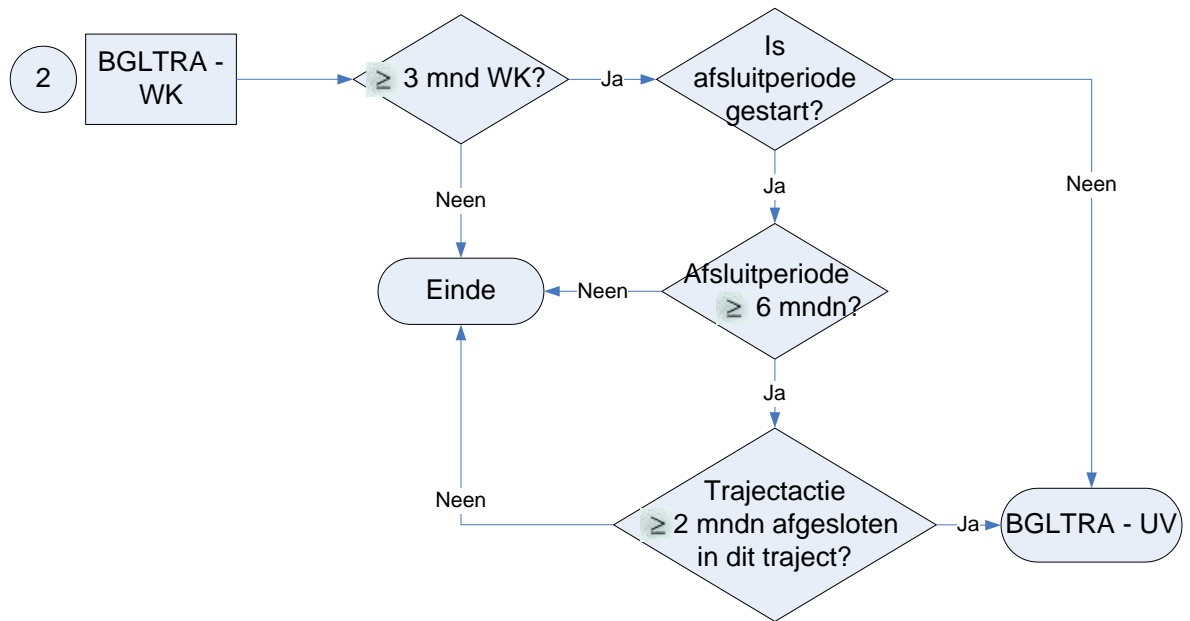 2
BGLTRA -
WK
≥ 3 mnd WK?
Ja
Is
afsluitperiode
gestart?
Neen
Ja
Neen
Einde
Neen
Afsluitperiode
≥ 6 mndn?
Ja
Neen
Trajectactie
≥ 2 mndn afgesloten
in dit traject?
Ja
BGLTRA - UV